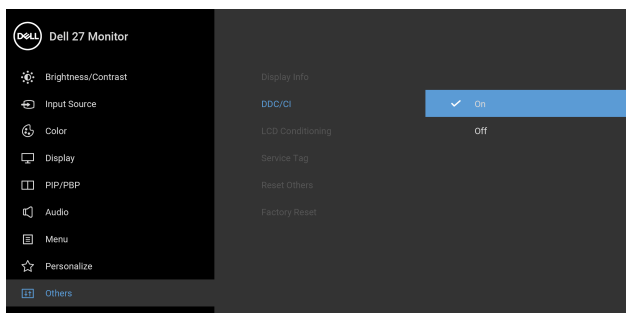 DELL Dell 27 Monitor
Brightness/Contrast Display Info
Input Source DDC/CI On
Color LCD Conditioning Off
Display Service Tag
PIP/PBP Reset Others
Audio Factory Reset
Menu
Personalize
Others